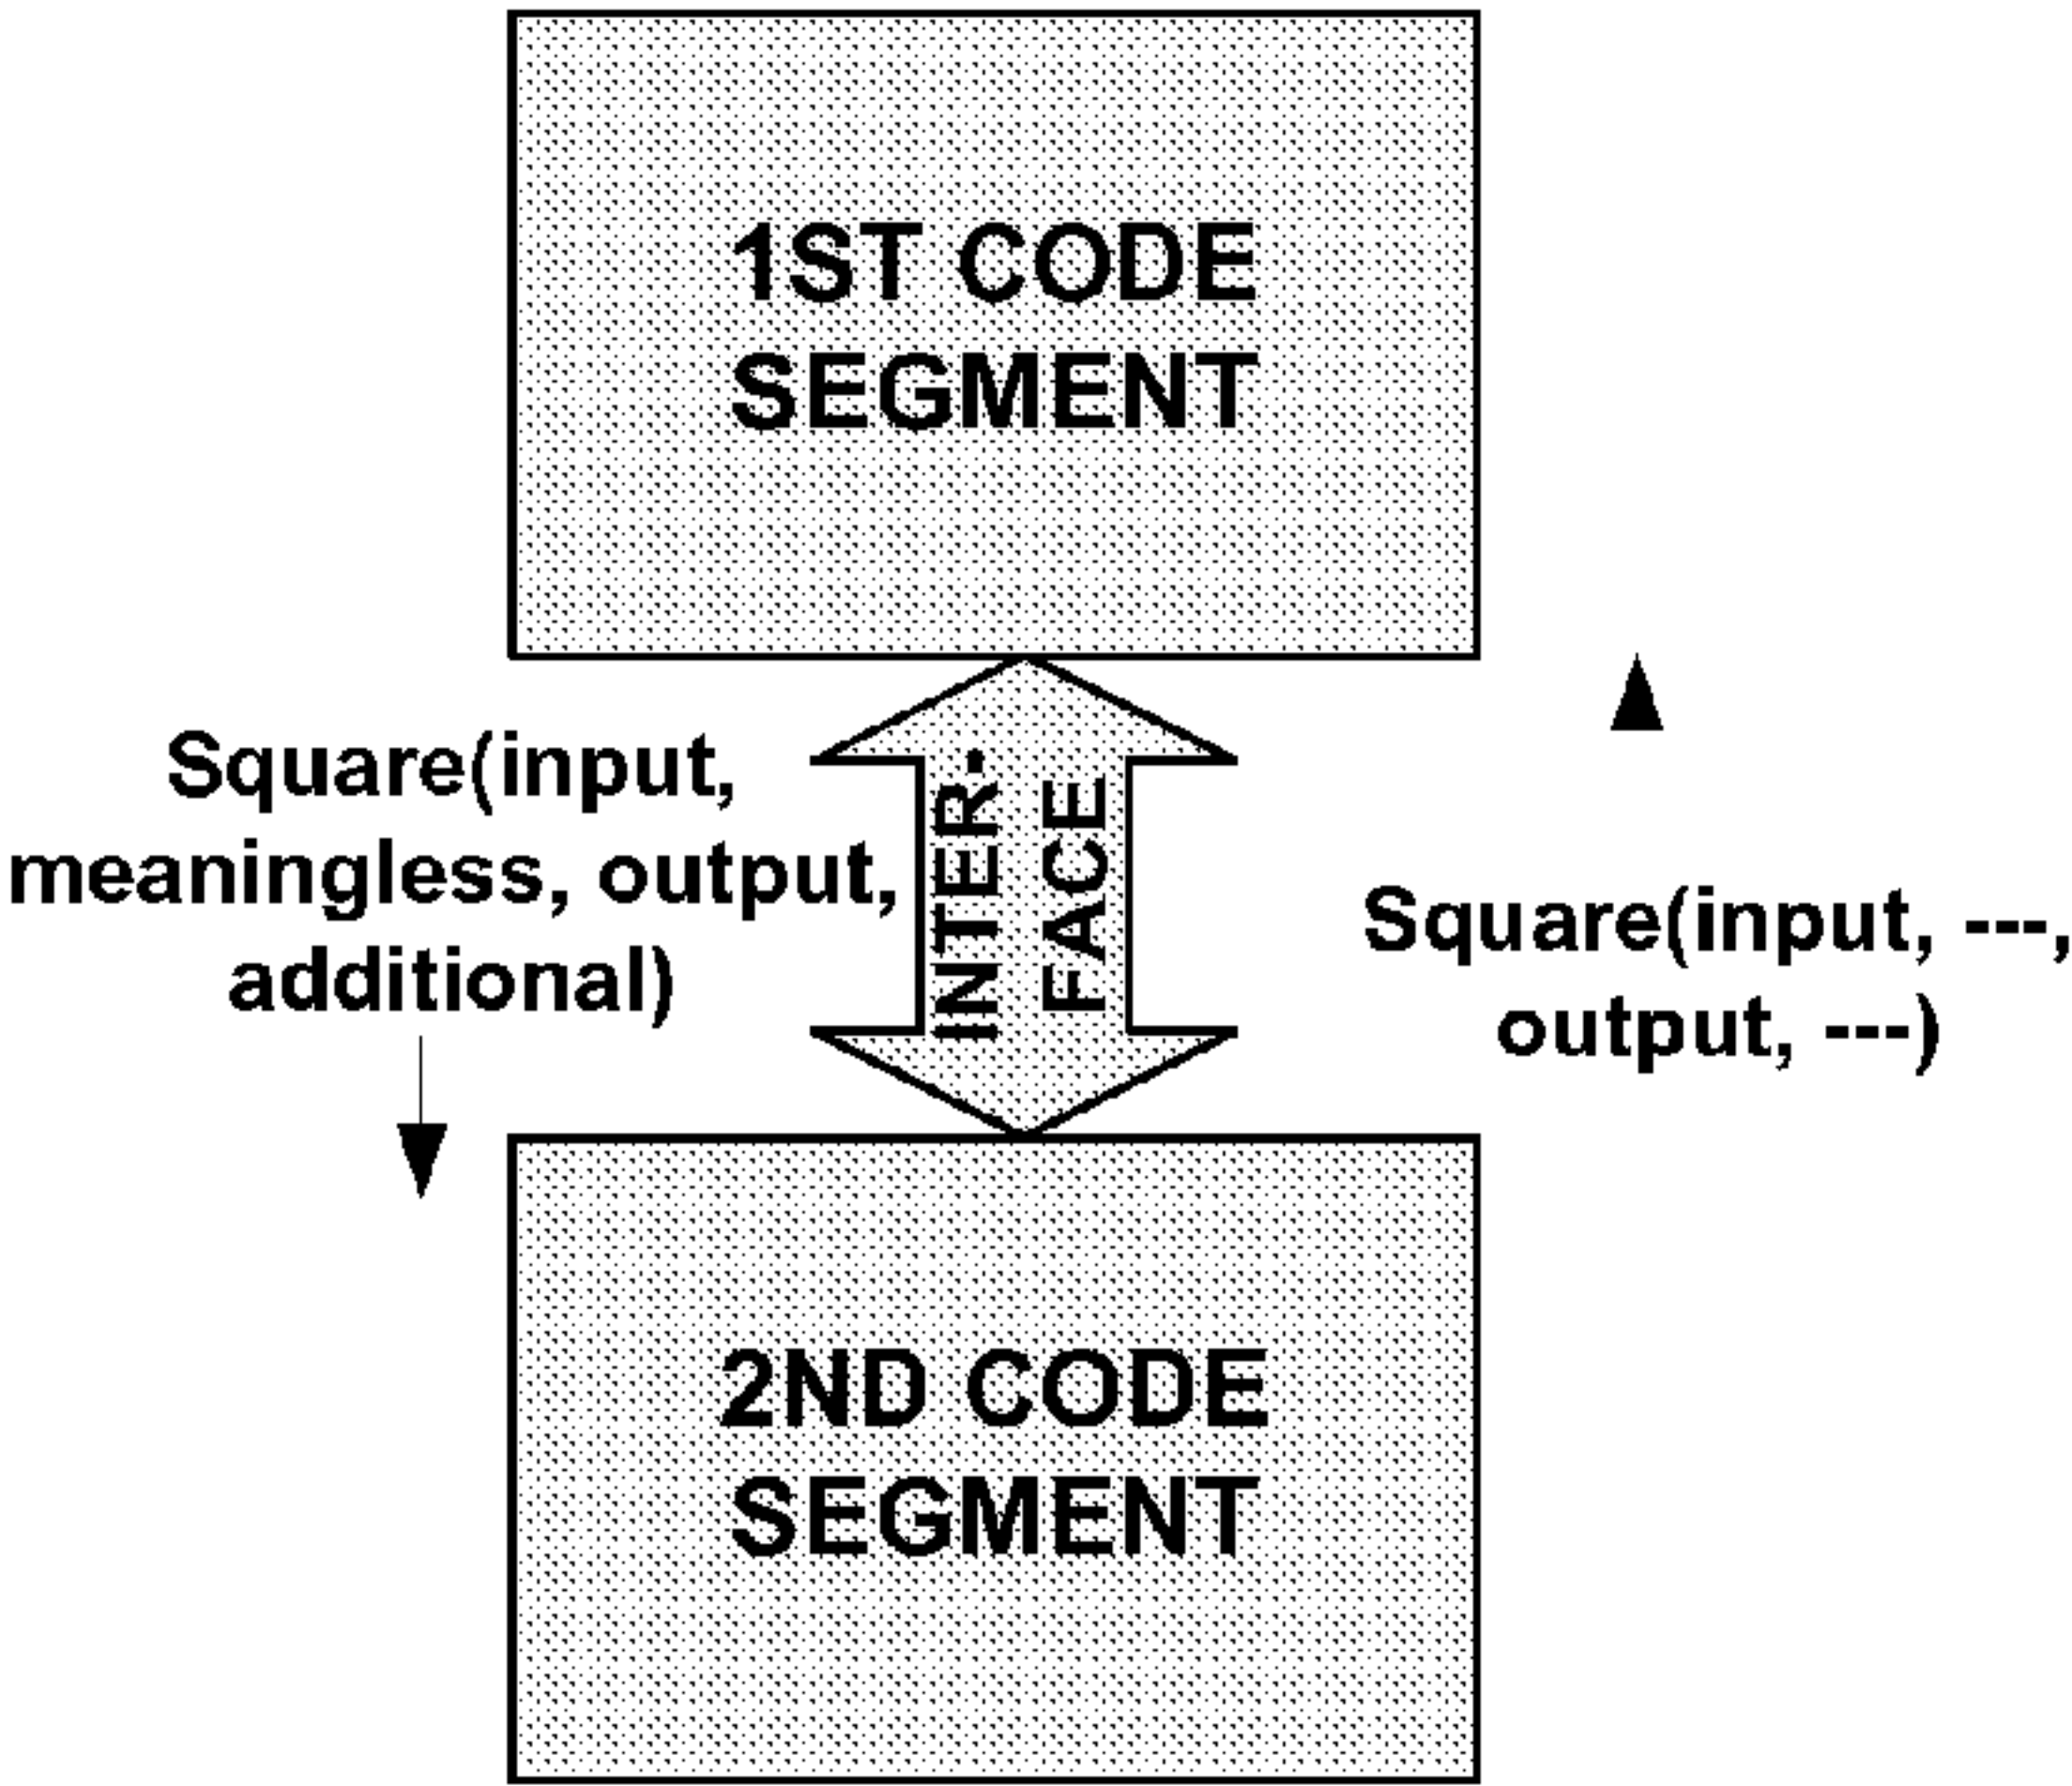 1ST CODE
SEGMENT
Square(input,
meaningless, output,
additional)
INTER-
FACE
Square(input, ---,
output, ---)
2ND CODE
SEGMENT